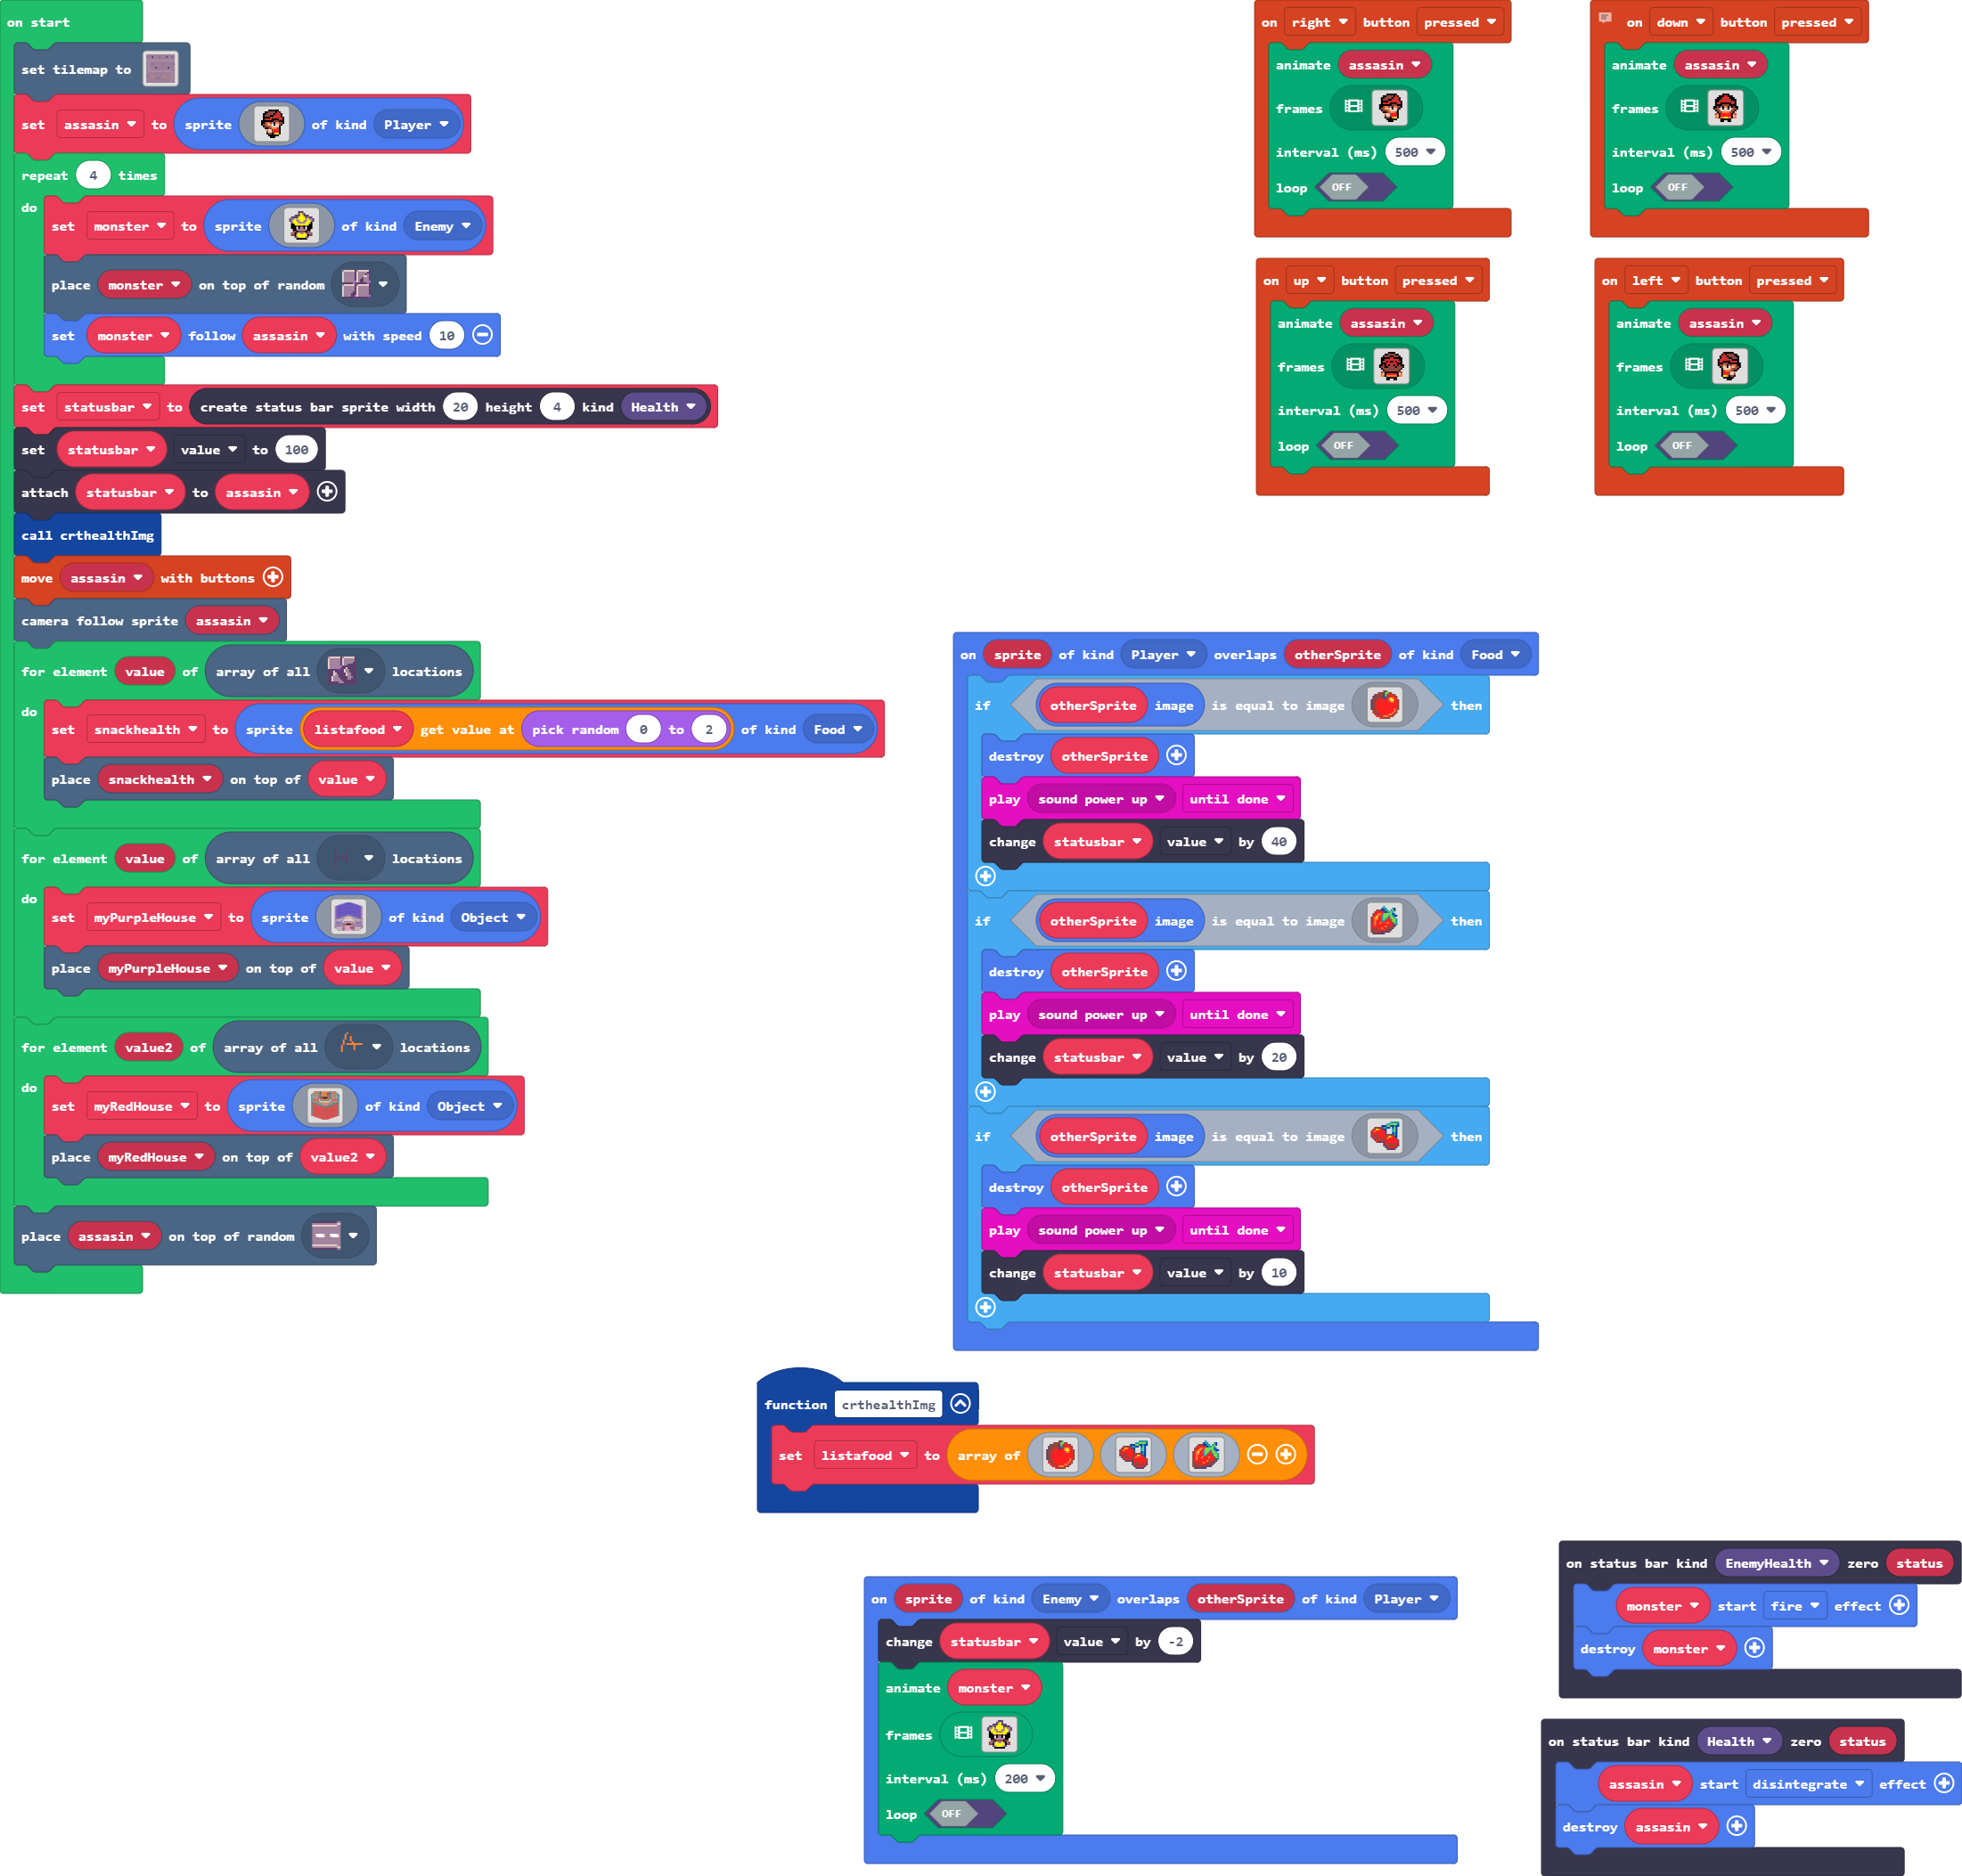 on start
set tilemap to
set assasin to sprite of kind Player
repeat 4 times
do
set monster to sprite of kind Enemy
place monster on top of random
set monster follow assasin with speed 10
set statusbar to create status bar sprite width 20 height 4 kind Health
set statusbar value to 100
attach statusbar to assasin
call crthealthImg
move assasin with buttons
camera follow sprite assasin
for element value of array of all locations
do
set snackhealth to sprite listafood get value at pick random 0 to 2 of kind Food
place snackhealth on top of value
for element value of array of all locations
do
set myPurpleHouse to sprite of kind Object
place myPurpleHouse on top of value
for element value2 of array of all locations
do
set myRedHouse to sprite of kind Object
place myRedHouse on top of value2
place assasin on top of random
on right button pressed
animate assasin
frames
interval (ms) 500
loop OFF
on down button pressed
animate assasin
frames
interval (ms) 500
loop OFF
on up button pressed
animate assasin
frames
interval (ms) 500
loop OFF
on left button pressed
animate assasin
frames
interval (ms) 500
loop OFF
on sprite of kind Player overlaps otherSprite of kind Food
if otherSprite image is equal to image then
destroy otherSprite
play sound power up until done
change statusbar value by 40
if otherSprite image is equal to image then
destroy otherSprite
play sound power up until done
change statusbar value by 20
if otherSprite image is equal to image then
destroy otherSprite
play sound power up until done
change statusbar value by 10
function crthealthImg
set listafood to array of
on sprite of kind Enemy overlaps otherSprite of kind Player
change statusbar value by -2
animate monster
frames
interval (ms) 200
loop OFF
on status bar kind EnemyHealth zero status
monster start fire effect
destroy monster
on status bar kind Health zero status
assasin start disintegrate effect
destroy assasin